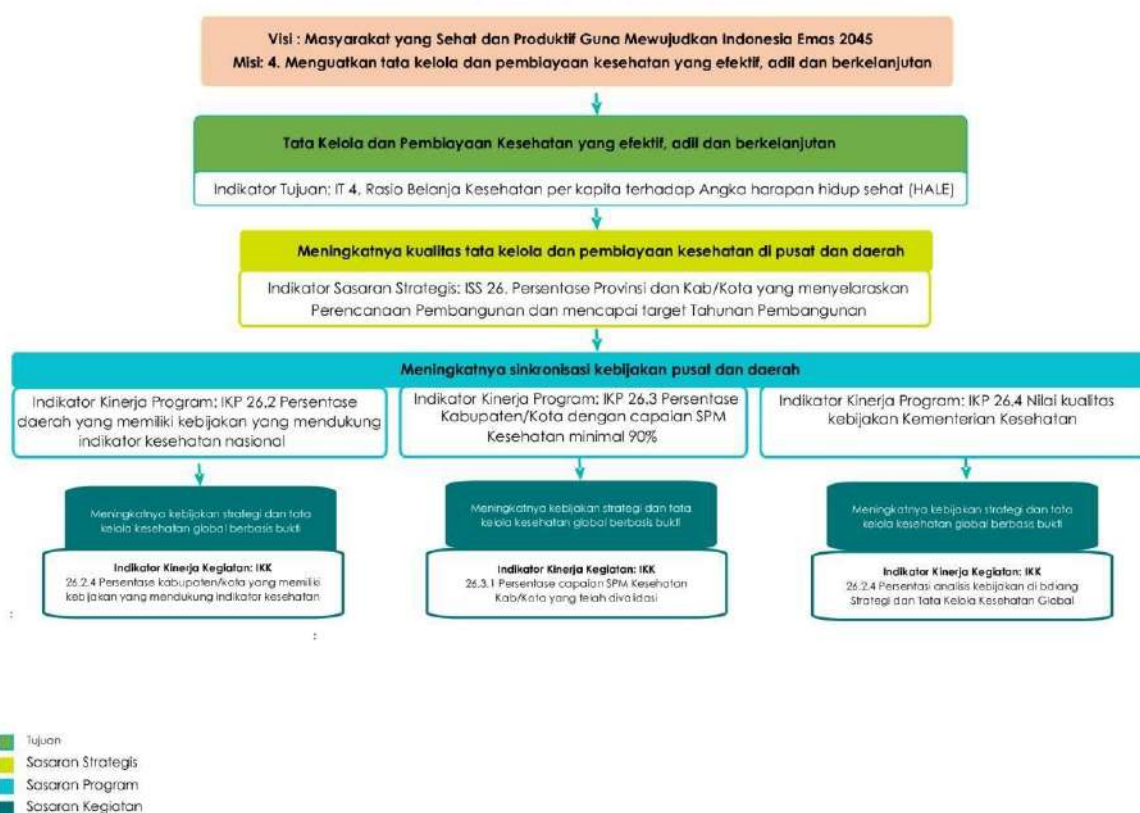 Visi : Masyarakat yang Sehat dan Produktif Guna Mewujudkan Indonesia Emas 2045
Misi: 4. Menguatkan tata kelola dan pembiayaan kesehatan yang efektif, adil dan berkelanjutan
Tata Kelola dan Pembiayaan Kesehatan yang efektif, adil dan berkelanjutan
Indikator Tujuan: IT 4. Rasio Belanja Kesehatan per kapita terhadap Angka harapan hidup sehat (HALE)
Meningkatnya kualitas tata kelola dan pembiayaan kesehatan di pusat dan daerah
Indikator Sasaran Strategis: ISS 26. Persentase Provinsi dan Kab/Kota yang menyelaraskan
Perencanaan Pembangunan dan mencapai target Tahunan Pembangunan
Meningkatnya sinkronisasi kebijakan pusat dan daerah
Indikator Kinerja Program: IKP 26.2 Persentase
daerah yang memiliki kebijakan yang mendukung
indikator kesehatan nasional
Indikator Kinerja Program: IKP 26.3 Persentase
Kabupaten/Kota dengan capaian SPM
Kesehatan minimal 90%
Indikator Kinerja Program: IKP 26.4 Nilai kualitas
kebijakan Kementerian Kesehatan
Meningkatnya kebijakan strategi dan tata
kelola kesehatan global berbasis bukti
Indikator Kinerja Kegiatan: IKK
26.2.4 Persentase kabupaten/kota yang memiliki
kebijakan yang mendukung indikator kesehatan
Meningkatnya kebijakan strategi dan tata
kelola kesehatan global berbasis bukti
Indikator Kinerja Kegiatan: IKK
26.3.1 Persentase capaian SPM Kesehatan
Kab/Kota yang telah divalidasi
Meningkatnya kebijakan strategi dan tata
kelola kesehatan global berbasis bukti
Indikator Kinerja Kegiatan: IKK
26.2.4 Persentasi analisis kebijakan di bdiang
Strategi dan Tata Kelola Kesehatan Global
:
:
Tujuan
Sasaran Strategis
Sasaran Program
Sasaran Kegiatan